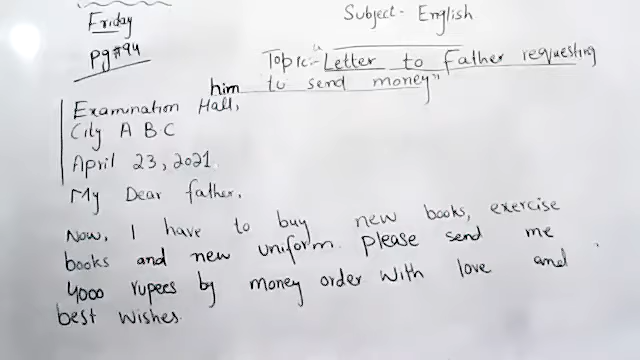 Friday
Subject- English
Pg#94
Topic:- "Letter to Father requesting
him to send money"
Examination Hall,
City A B C
April 23, 2021.
My Dear father,
Now, I have to buy new books, exercise
books and new uniform. please send me
4000 rupees by money order with love and
best wishes.